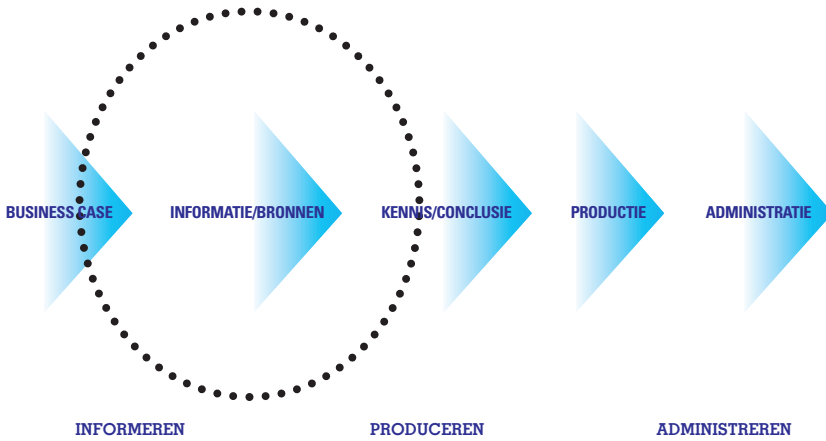 BUSINESS CASE INFORMATIE/BRONNEN KENNIS/CONCLUSIE PRODUCTIE ADMINISTRATIE
INFORMEREN PRODUCEREN ADMINISTREREN